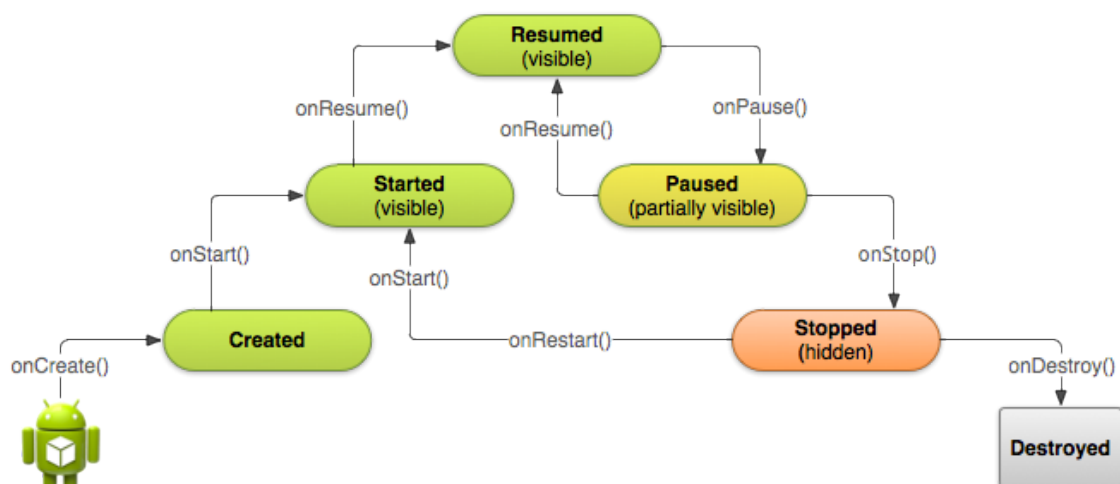 Resumed
(visible)
onResume()
onPause()
onResume()
Started
(visible)
Paused
(partially visible)
onStart()
onStart()
onStop()
Created
onRestart()
Stopped
(hidden)
onCreate()
onDestroy()
Destroyed